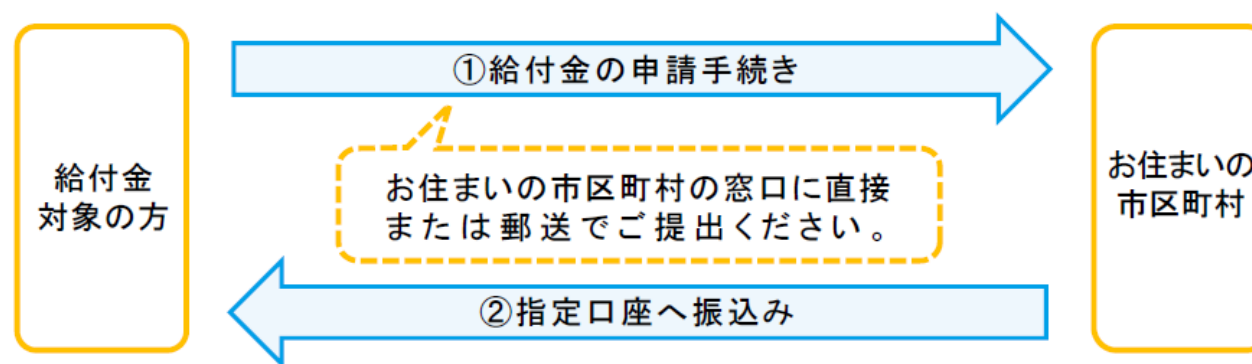 ①給付金の申請手続き
給付金
対象の方
お住まいの市区町村の窓口に直接
または郵送でご提出ください。
お住まいの
市区町村
②指定口座へ振込み